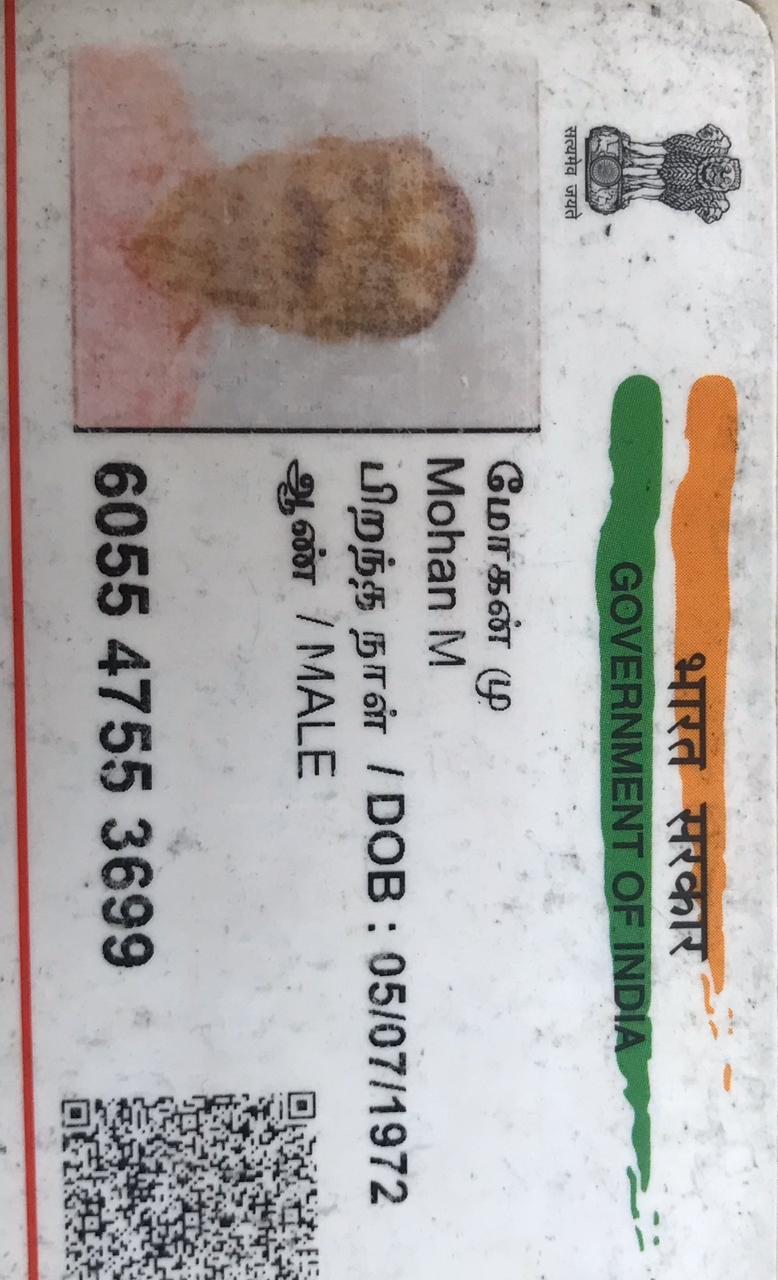 सत्यमेव जयते
भारत सरकार
GOVERNMENT OF INDIA
மோகன் மு
Mohan M
பிறந்த நாள் / DOB : 05/07/1972
ஆண் / MALE
6055 4755 3699